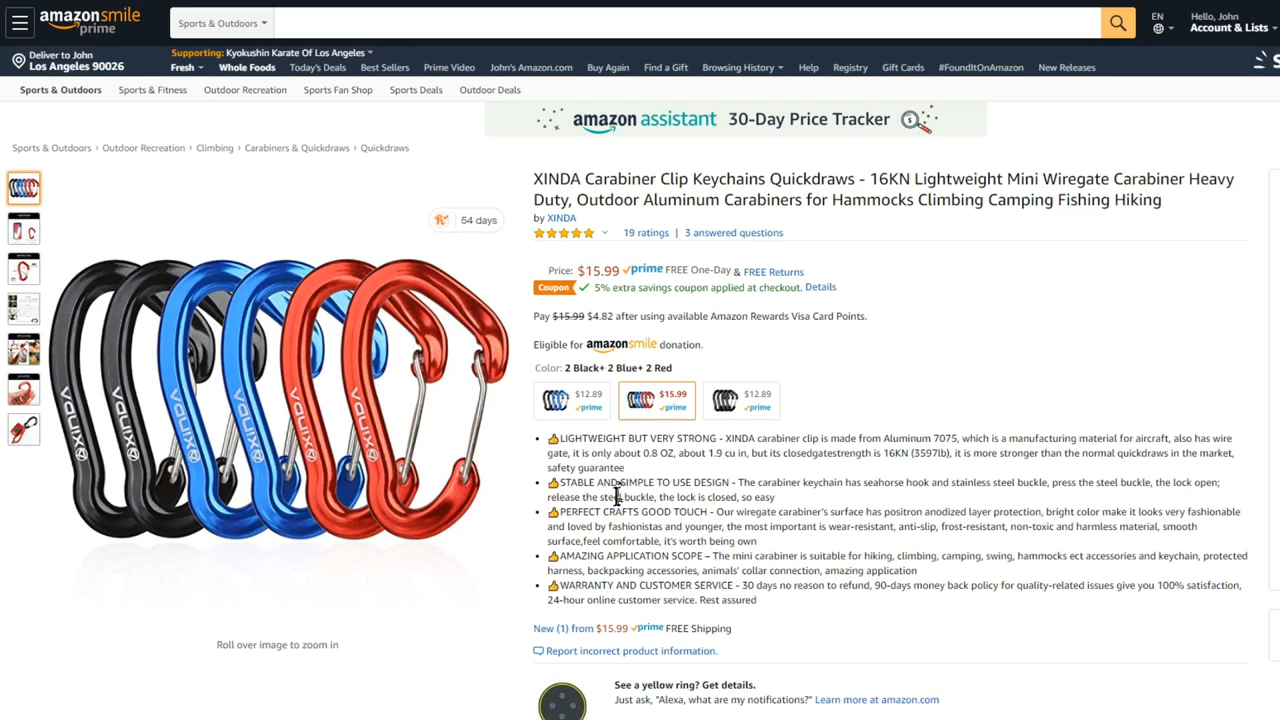 amazonsmile
prime
Sports & Outdoors
EN
Hello, John
Account & Lists
Deliver to John
Los Angeles 90026
Supporting: Kyokushin Karate Of Los Angeles
Fresh Whole Foods Today's Deals Best Sellers Prime Video John's Amazon.com Buy Again Find a Gift Browsing History Help Registry Gift Cards #FoundItOnAmazon New Releases
Sports & Outdoors Sports & Fitness Outdoor Recreation Sports Fan Shop Sports Deals Outdoor Deals
amazon assistant 30-Day Price Tracker
Sports & Outdoors › Outdoor Recreation › Climbing › Carabiners & Quickdraws › Quickdraws
54 days
XINDA XINDA XINDA
XINDA Carabiner Clip Keychains Quickdraws - 16KN Lightweight Mini Wiregate Carabiner Heavy
Duty, Outdoor Aluminum Carabiners for Hammocks Climbing Camping Fishing Hiking
by XINDA
19 ratings | 3 answered questions
Price: $15.99 prime FREE One-Day & FREE Returns
Coupon 5% extra savings coupon applied at checkout. Details
Pay $15.99 $4.82 after using available Amazon Rewards Visa Card Points.
Eligible for amazonsmile donation.
Color: 2 Black+ 2 Blue+ 2 Red
$12.89 $15.99 $12.89
prime prime prime
• 👍LIGHTWEIGHT BUT VERY STRONG - XINDA carabiner clip is made from Aluminum 7075, which is a manufacturing material for aircraft, also has wire
gate, it is only about 0.8 OZ, about 1.9 cu in, but its closedgatestrength is 16KN (3597lb), it is more stronger than the normal quickdraws in the market,
safety guarantee
• 👍STABLE AND SIMPLE TO USE DESIGN - The carabiner keychain has seahorse hook and stainless steel buckle, press the steel buckle, the lock open;
release the steel buckle, the lock is closed, so easy
• 👍PERFECT CRAFTS GOOD TOUCH - Our wiregate carabiner's surface has positron anodized layer protection, bright color make it looks very fashionable
and loved by fashionistas and younger, the most important is wear-resistant, anti-slip, frost-resistant, non-toxic and harmless material, smooth
surface,feel comfortable, it's worth being own
• 👍AMAZING APPLICATION SCOPE – The mini carabiner is suitable for hiking, climbing, camping, swing, hammocks ect accessories and keychain, protected
harness, backpacking accessories, animals' collar connection, amazing application
• 👍WARRANTY AND CUSTOMER SERVICE - 30 days no reason to refund, 90-days money back policy for quality-related issues give you 100% satisfaction,
24-hour online customer service. Rest assured
New (1) from $15.99 prime FREE Shipping
Roll over image to zoom in
Report incorrect product information.
See a yellow ring? Get details.
Just ask, "Alexa, what are my notifications?" Learn more at amazon.com